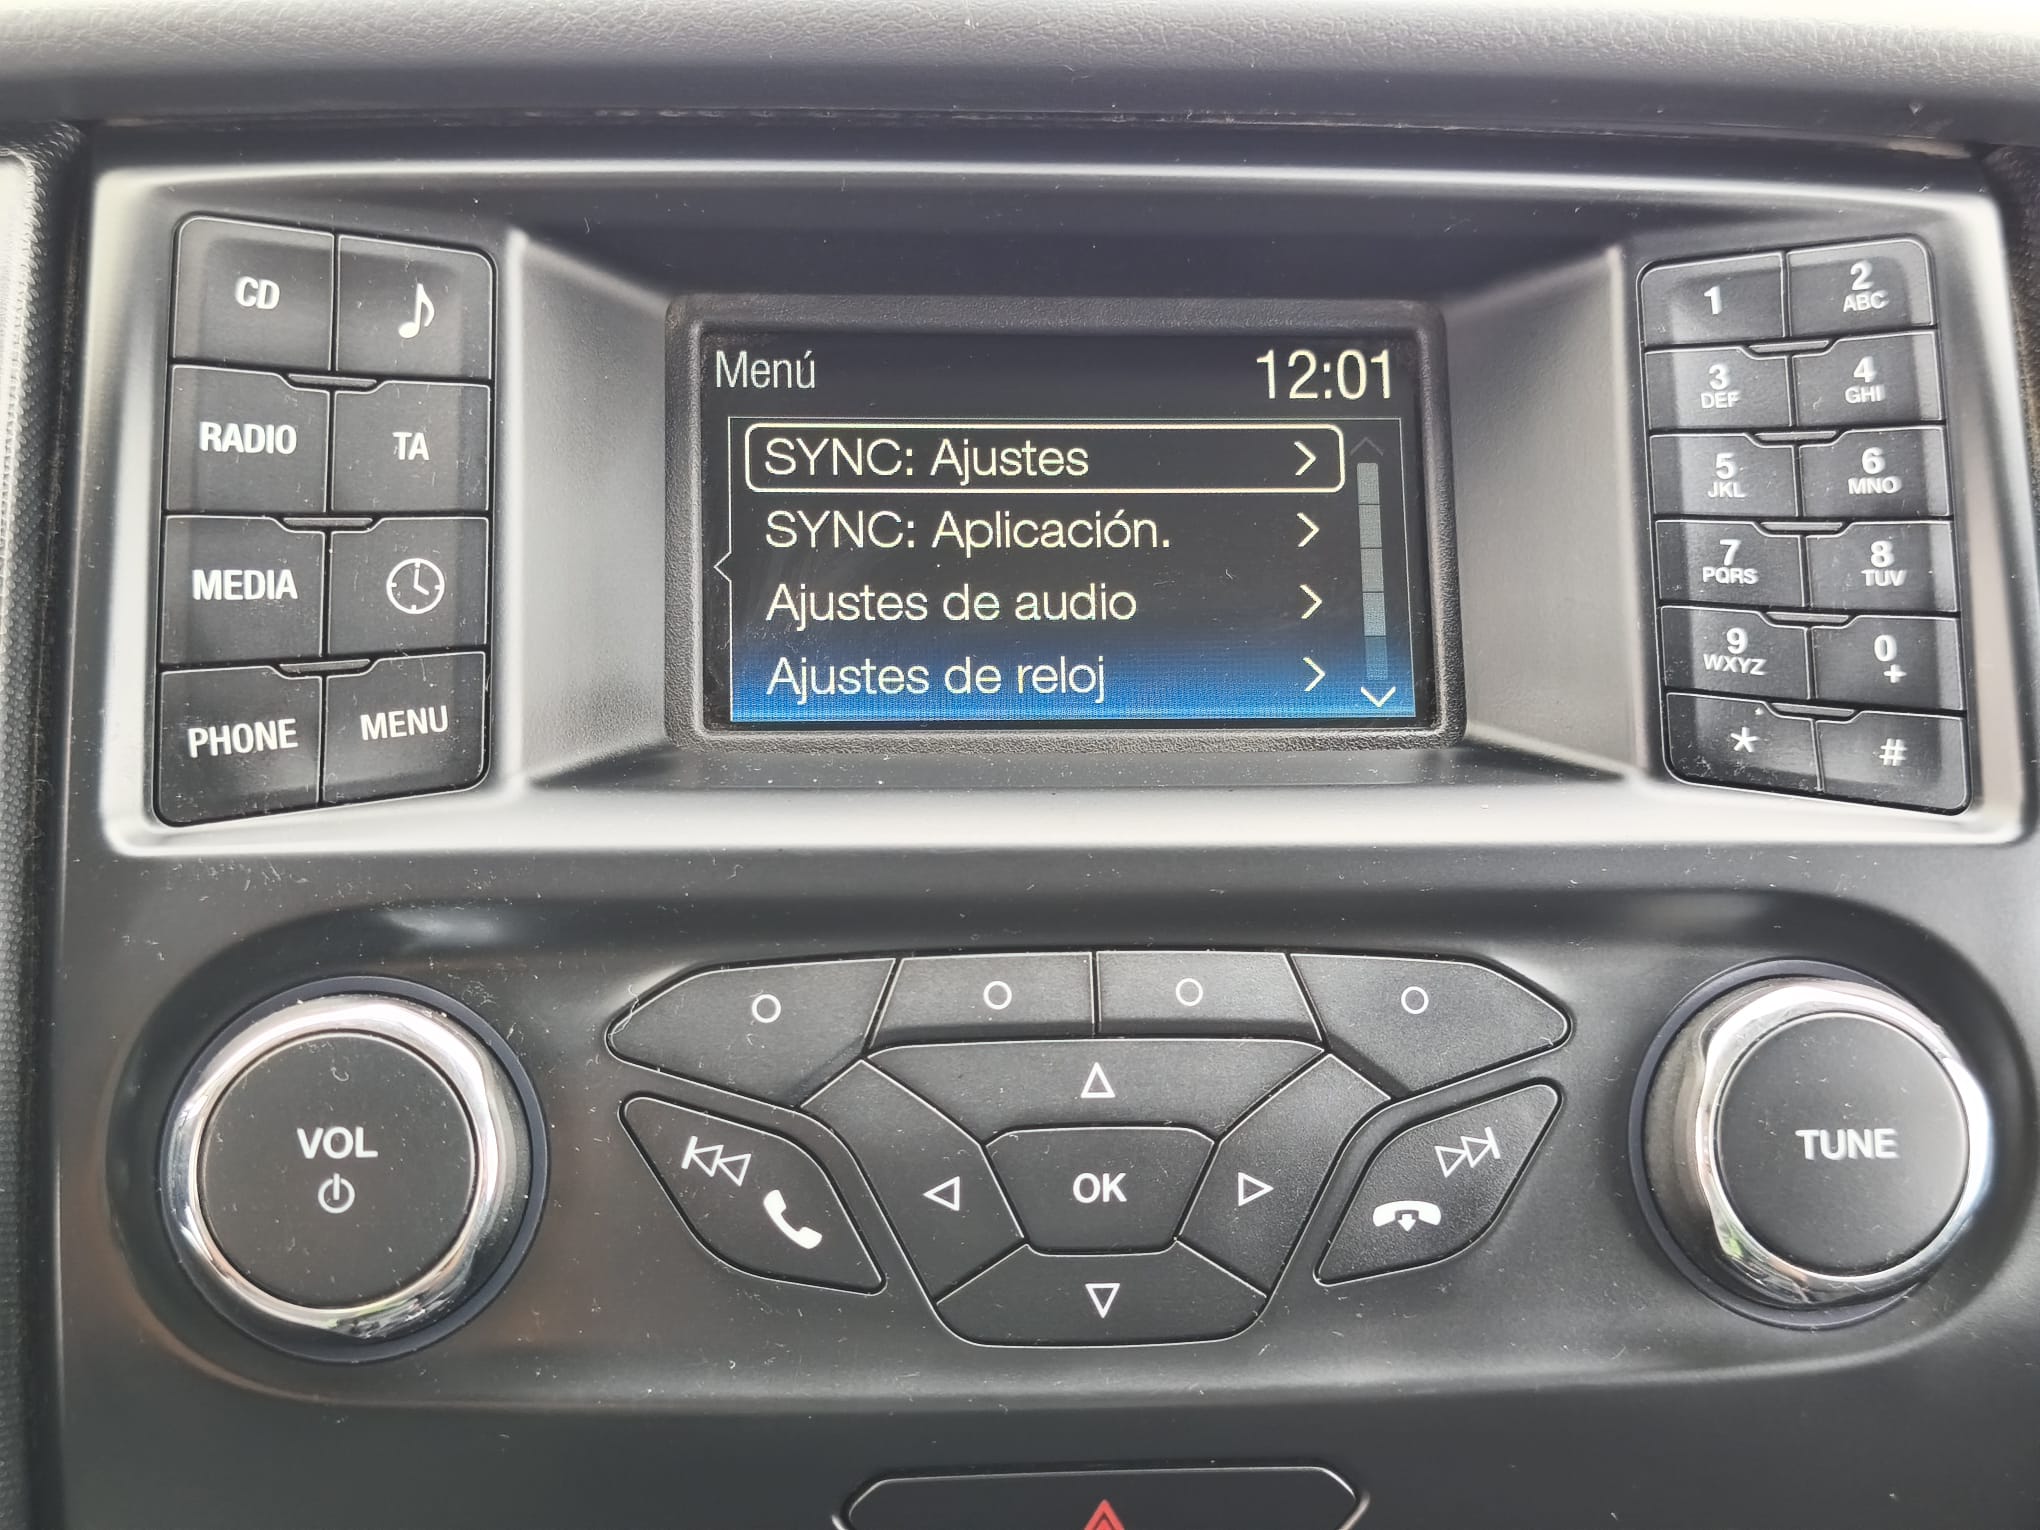 CD
RADIO
TA
MEDIA
PHONE
MENU
Menú 12:01
SYNC: Ajustes
SYNC: Aplicación.
Ajustes de audio
Ajustes de reloj
1
2
ABC
3
DEF
4
GHI
5
JKL
6
MNO
7
PQRS
8
TUV
9
WXYZ
0
+
*
#
VOL
OK
TUNE